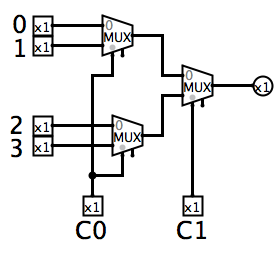 0 x1 0
1 x1 MUX
0
MUX x1
2 x1 0
3 x1 MUX
x1 x1
C0 C1